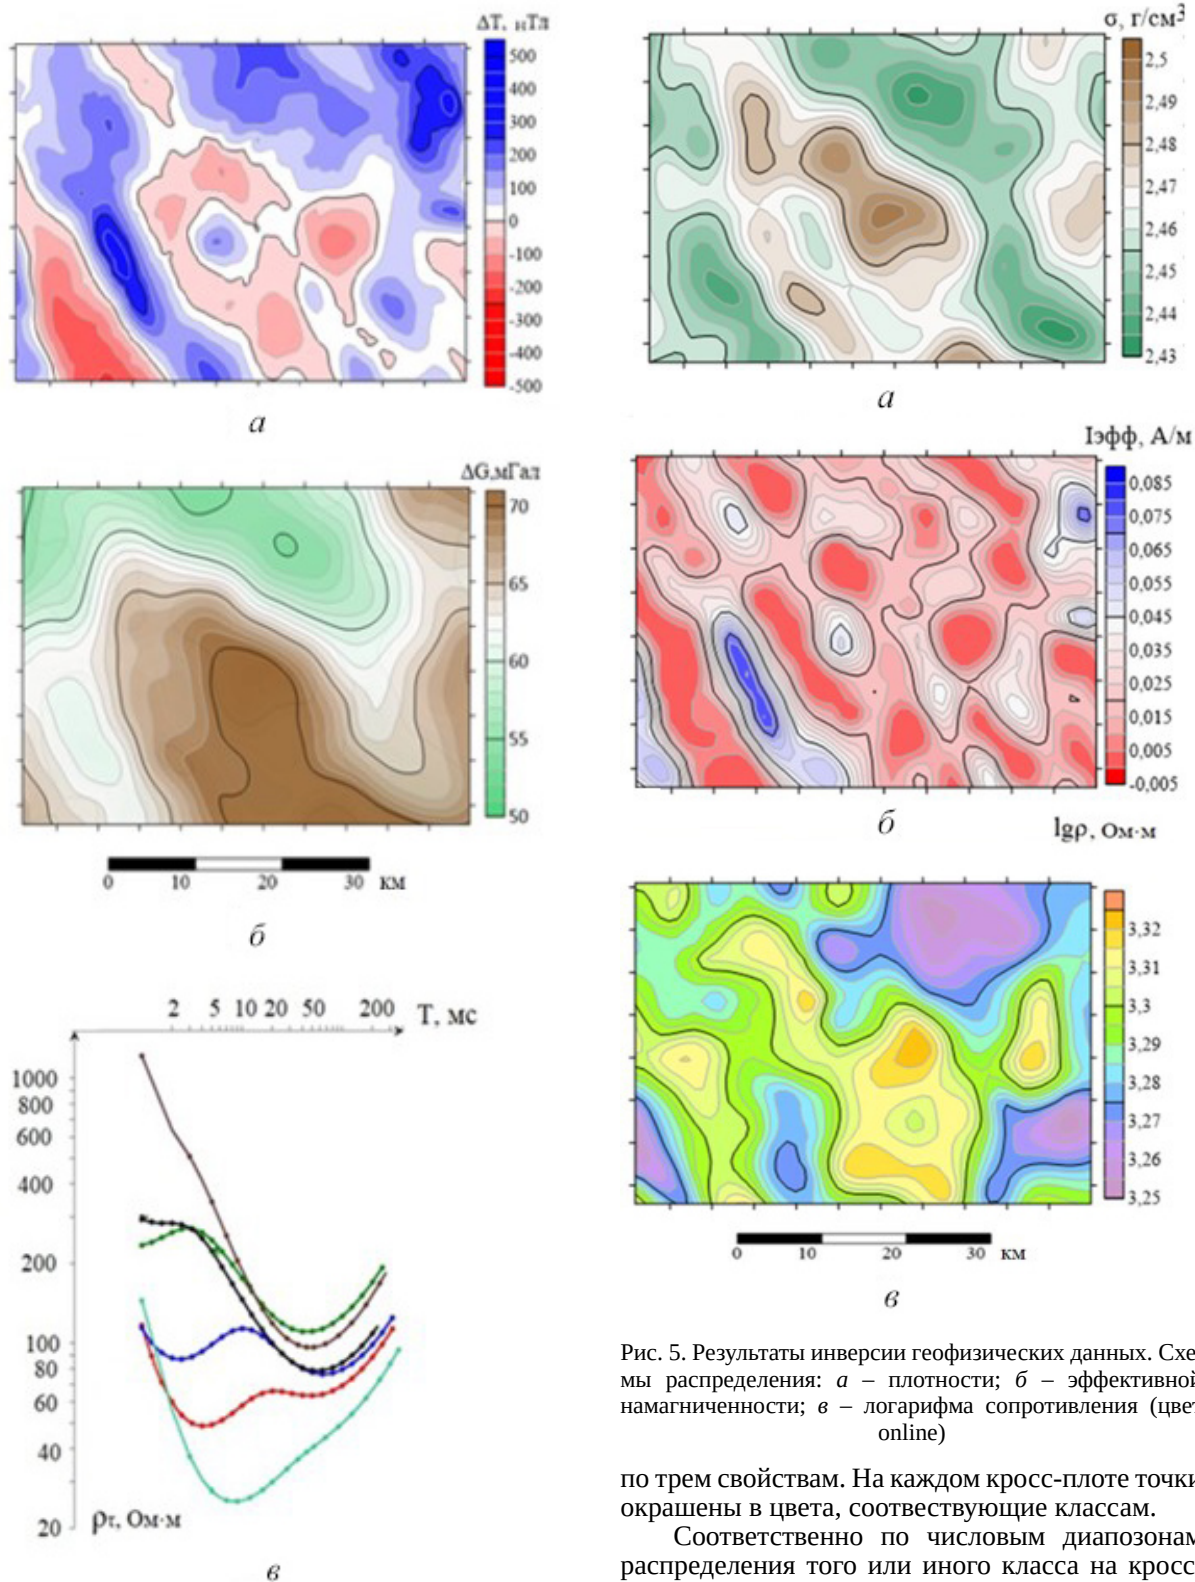 ΔT, нТл
500
400
300
200
100
0
-100
-200
-300
-400
-500
а
ΔG,мГал
70
65
60
55
50
0 10 20 30 км
б
2 5 10 20 50 200 T, мс
1000
800
600
400
200
100
80
60
40
20
ρτ, Ом·м
в
σ, г/см³
2,5
2,49
2,48
2,47
2,46
2,45
2,44
2,43
а
Iэфф, А/м
0,085
0,075
0,065
0,055
0,045
0,035
0,025
0,015
0,005
-0,005
б
lgρ, Ом·м
3,32
3,31
3,3
3,29
3,28
3,27
3,26
3,25
0 10 20 30 км
в
Рис. 5. Результаты инверсии геофизических данных. Схе
мы распределения: а – плотности; б – эффективной
намагниченности; в – логарифма сопротивления (цвет
online)
по трем свойствам. На каждом кросс-плоте точки
окрашены в цвета, соотвествующие классам.
Соответственно по числовым диапозонам
распределения того или иного класса на кросс-